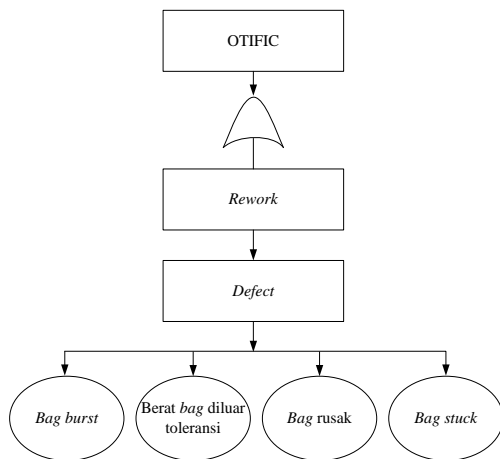 OTIFIC
Rework
Defect
Bag burst
Berat bag diluar
toleransi
Bag rusak
Bag stuck